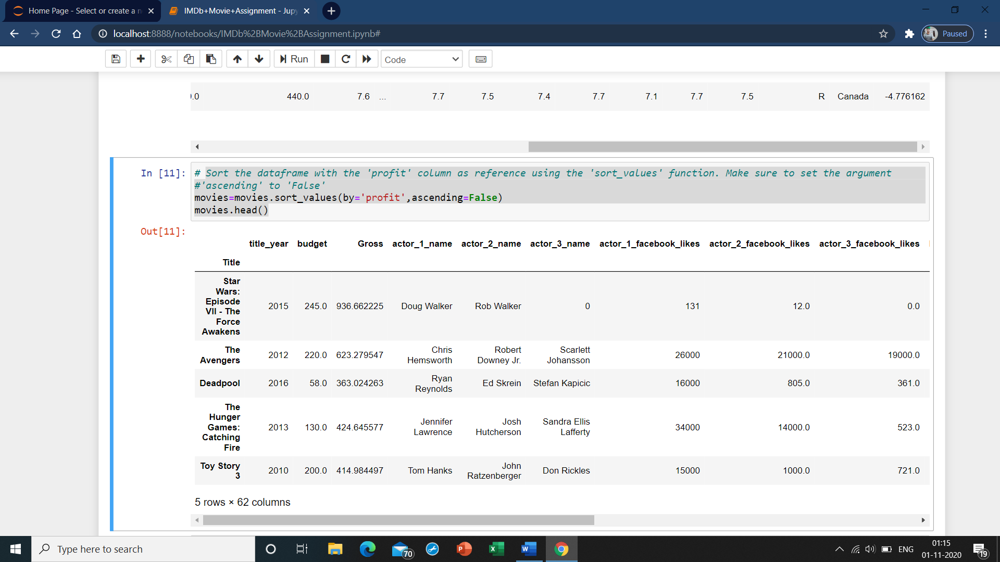 Home Page - Select or create a n
IMDb+Movie+Assignment - Jupy
localhost:8888/notebooks/IMDb%2BMovie%2BAssignment.ipynb#
Paused
Run
Code
.0 440.0 7.6 ... 7.7 7.5 7.4 7.7 7.1 7.7 7.5 R Canada -4.776162
In [11]:
# Sort the dataframe with the 'profit' column as reference using the 'sort_values' function. Make sure to set the argument
#'ascending' to 'False'
movies=movies.sort_values(by='profit',ascending=False)
movies.head()
Out[11]:
title_year budget Gross actor_1_name actor_2_name actor_3_name actor_1_facebook_likes actor_2_facebook_likes actor_3_facebook_likes
Title
Star
Wars:
Episode
VII - The
Force
Awakens
2015 245.0 936.662225 Doug Walker Rob Walker 0 131 12.0 0.0
The
Avengers
2012 220.0 623.279547 Chris Hemsworth Robert Downey Jr. Scarlett Johansson 26000 21000.0 19000.0
Deadpool 2016 58.0 363.024263 Ryan Reynolds Ed Skrein Stefan Kapicic 16000 805.0 361.0
The
Hunger
Games:
Catching
Fire
2013 130.0 424.645577 Jennifer Lawrence Josh Hutcherson Sandra Ellis Lafferty 34000 14000.0 523.0
Toy Story
3
2010 200.0 414.984497 Tom Hanks John Ratzenberger Don Rickles 15000 1000.0 721.0
5 rows × 62 columns
Type here to search
70
ENG
01:15
01-11-2020
19